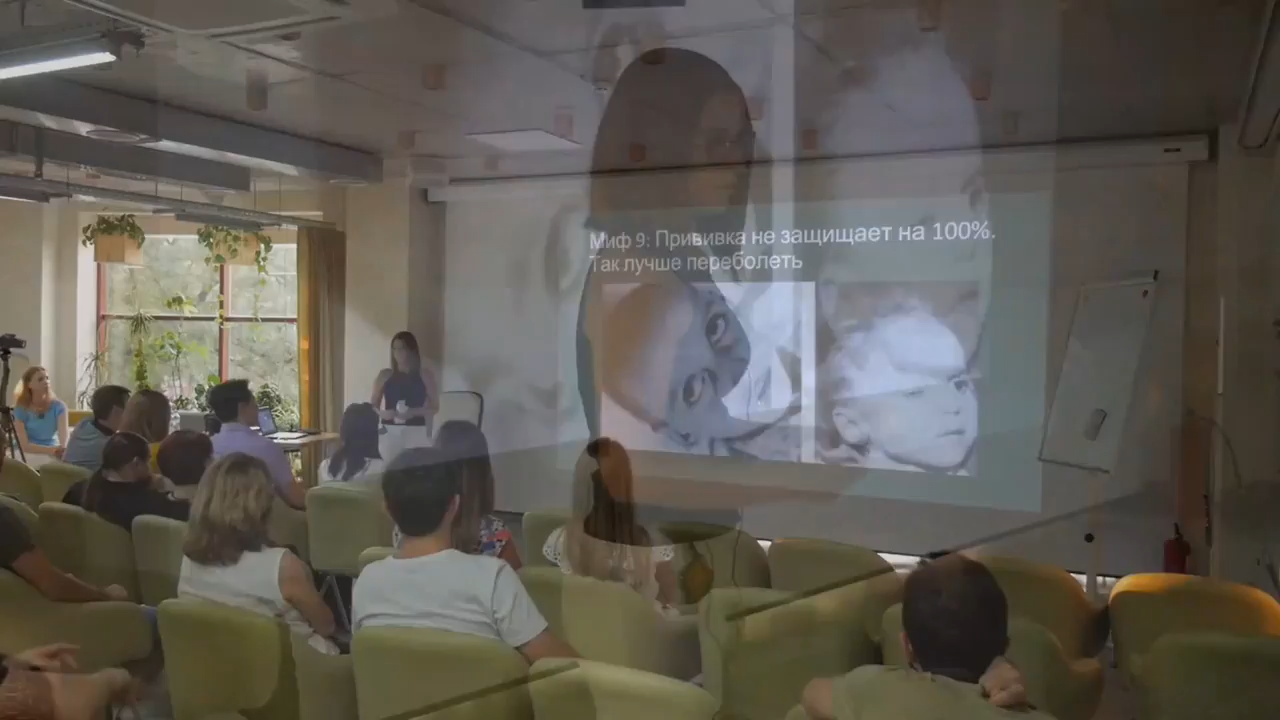 Миф 9: Прививка не защищает на 100%.
Так лучше переболеть